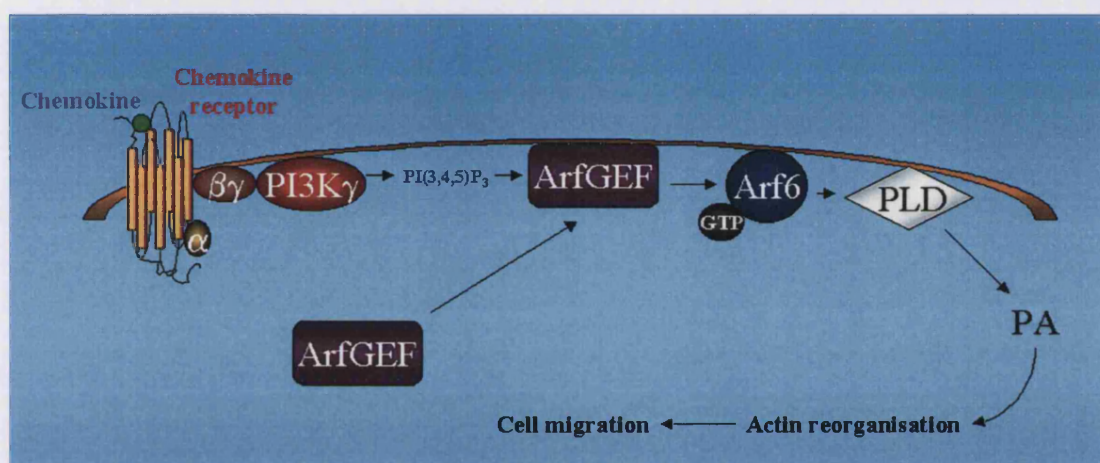 Chemokine
receptor
Chemokine
βγ
PI3Kγ
PI(3,4,5)P₃
ArfGEF
Arf6
GTP
PLD
α
ArfGEF
PA
Cell migration
Actin reorganisation